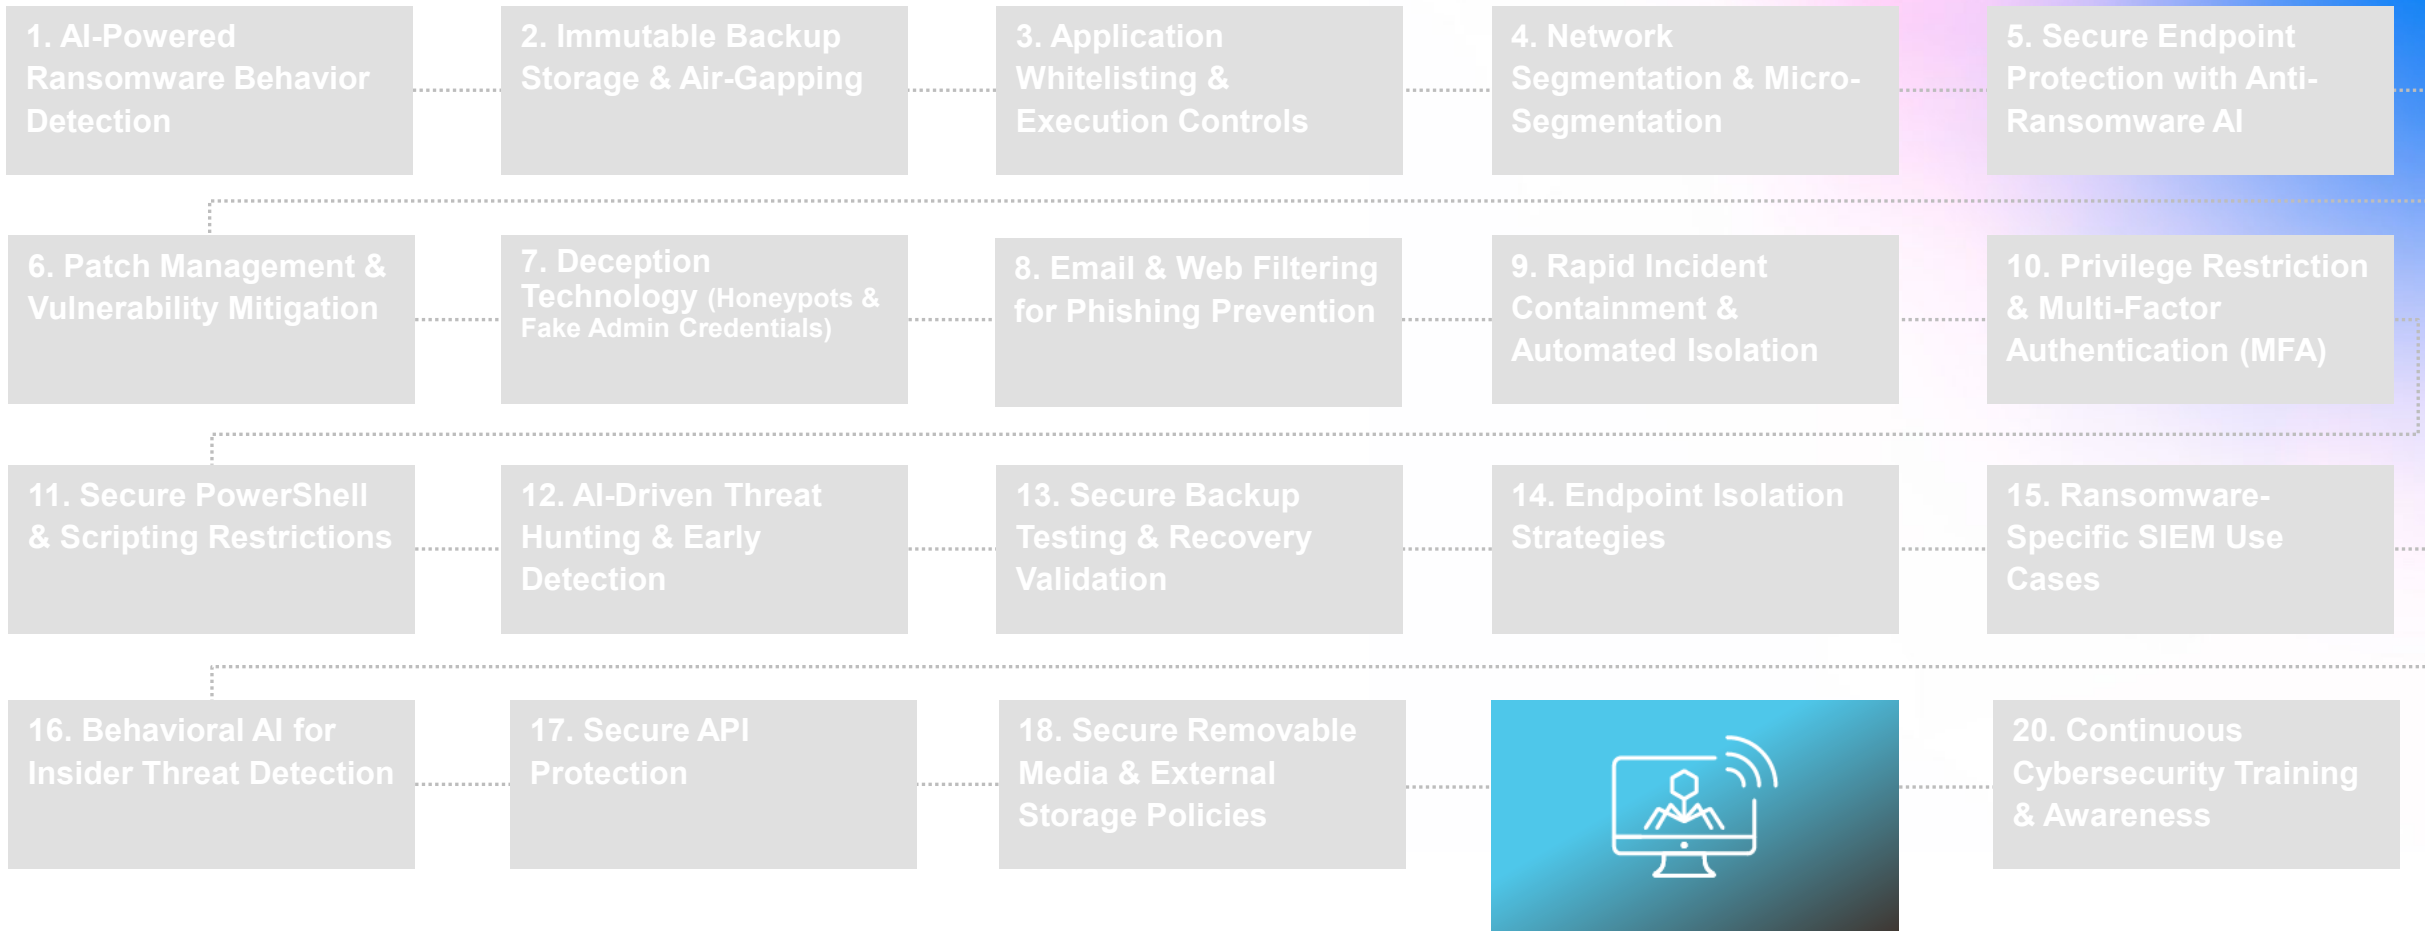 1. AI-Powered
Ransomware Behavior
Detection
2. Immutable Backup
Storage & Air-Gapping
3. Application
Whitelisting &
Execution Controls
4. Network
Segmentation & Micro-
Segmentation
5. Secure Endpoint
Protection with Anti-
Ransomware AI
6. Patch Management &
Vulnerability Mitigation
7. Deception
Technology (Honeypots &
Fake Admin Credentials)
8. Email & Web Filtering
for Phishing Prevention
9. Rapid Incident
Containment &
Automated Isolation
10. Privilege Restriction
& Multi-Factor
Authentication (MFA)
11. Secure PowerShell
& Scripting Restrictions
12. AI-Driven Threat
Hunting & Early
Detection
13. Secure Backup
Testing & Recovery
Validation
14. Endpoint Isolation
Strategies
15. Ransomware-
Specific SIEM Use
Cases
16. Behavioral AI for
Insider Threat Detection
17. Secure API
Protection
18. Secure Removable
Media & External
Storage Policies
20. Continuous
Cybersecurity Training
& Awareness